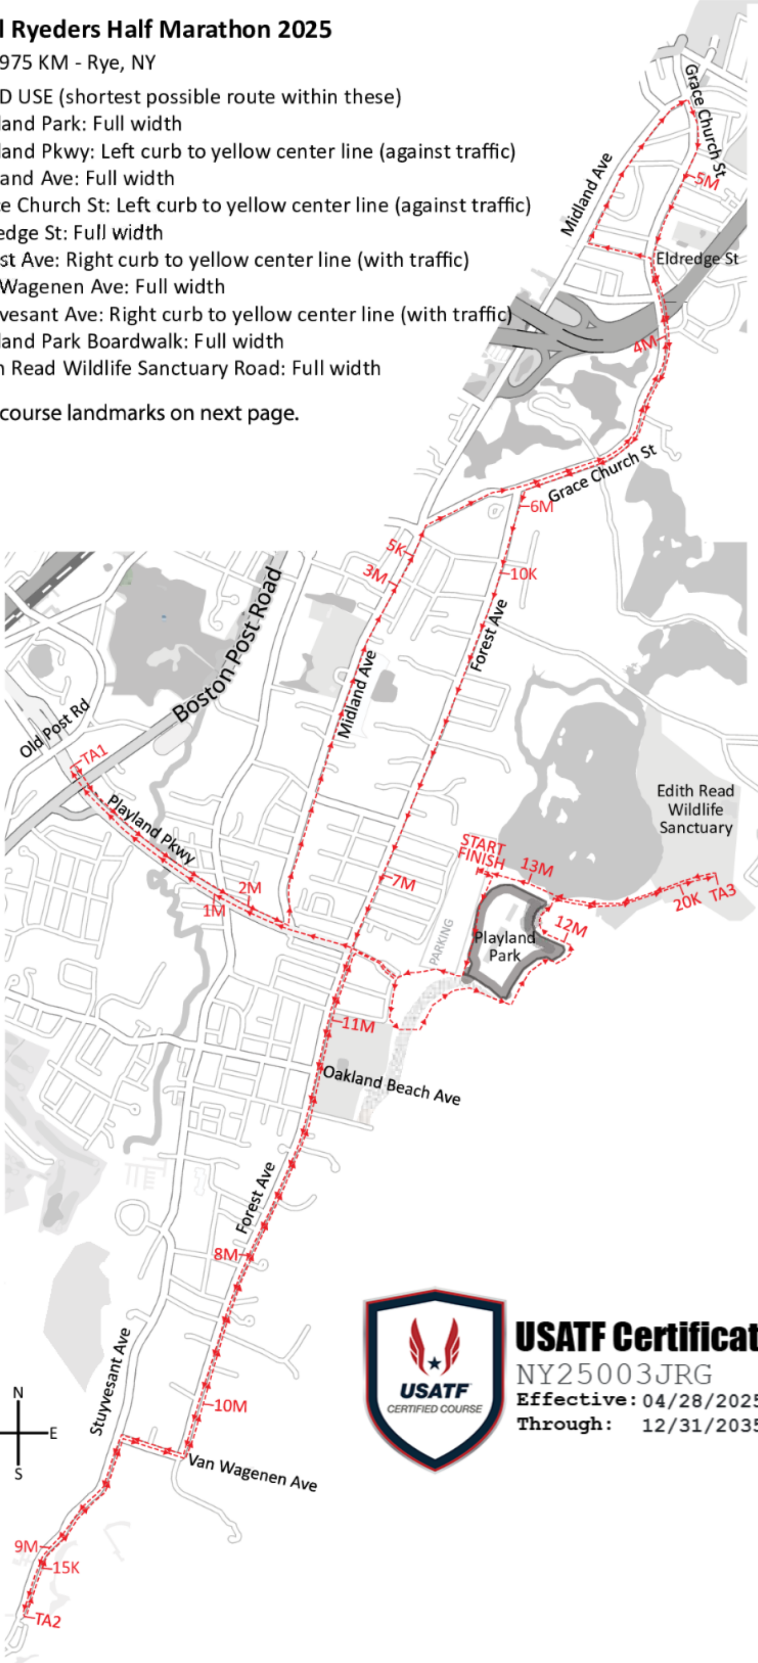 l Ryeders Half Marathon 2025
975 KM - Rye, NY
D USE (shortest possible route within these)
land Park: Full width
land Pkwy: Left curb to yellow center line (against traffic)
and Ave: Full width
e Church St: Left curb to yellow center line (against traffic)
edge St: Full width
st Ave: Right curb to yellow center line (with traffic)
Wagenen Ave: Full width
vesant Ave: Right curb to yellow center line (with traffic)
land Park Boardwalk: Full width
h Read Wildlife Sanctuary Road: Full width
course landmarks on next page.
Grace Church St
Midland Ave
5M
Eldredge St
4M
Grace Church St
6M
5K
3M
10K
Boston Post Road
Forest Ave
Midland Ave
Old Post Rd
TA1
Playland Pkwy
Edith Read
Wildlife
Sanctuary
START
FINISH
13M
2M
1M
7M
20K
TA3
12M
PARKING
Playland
Park
11M
Oakland Beach Ave
Forest Ave
8M
Stuyvesant Ave
10M
Van Wagenen Ave
N
E
S
9M
15K
TA2
USATF
CERTIFIED COURSE
USATF Certificat
NY25003JRG
Effective: 04/28/2025
Through: 12/31/2035